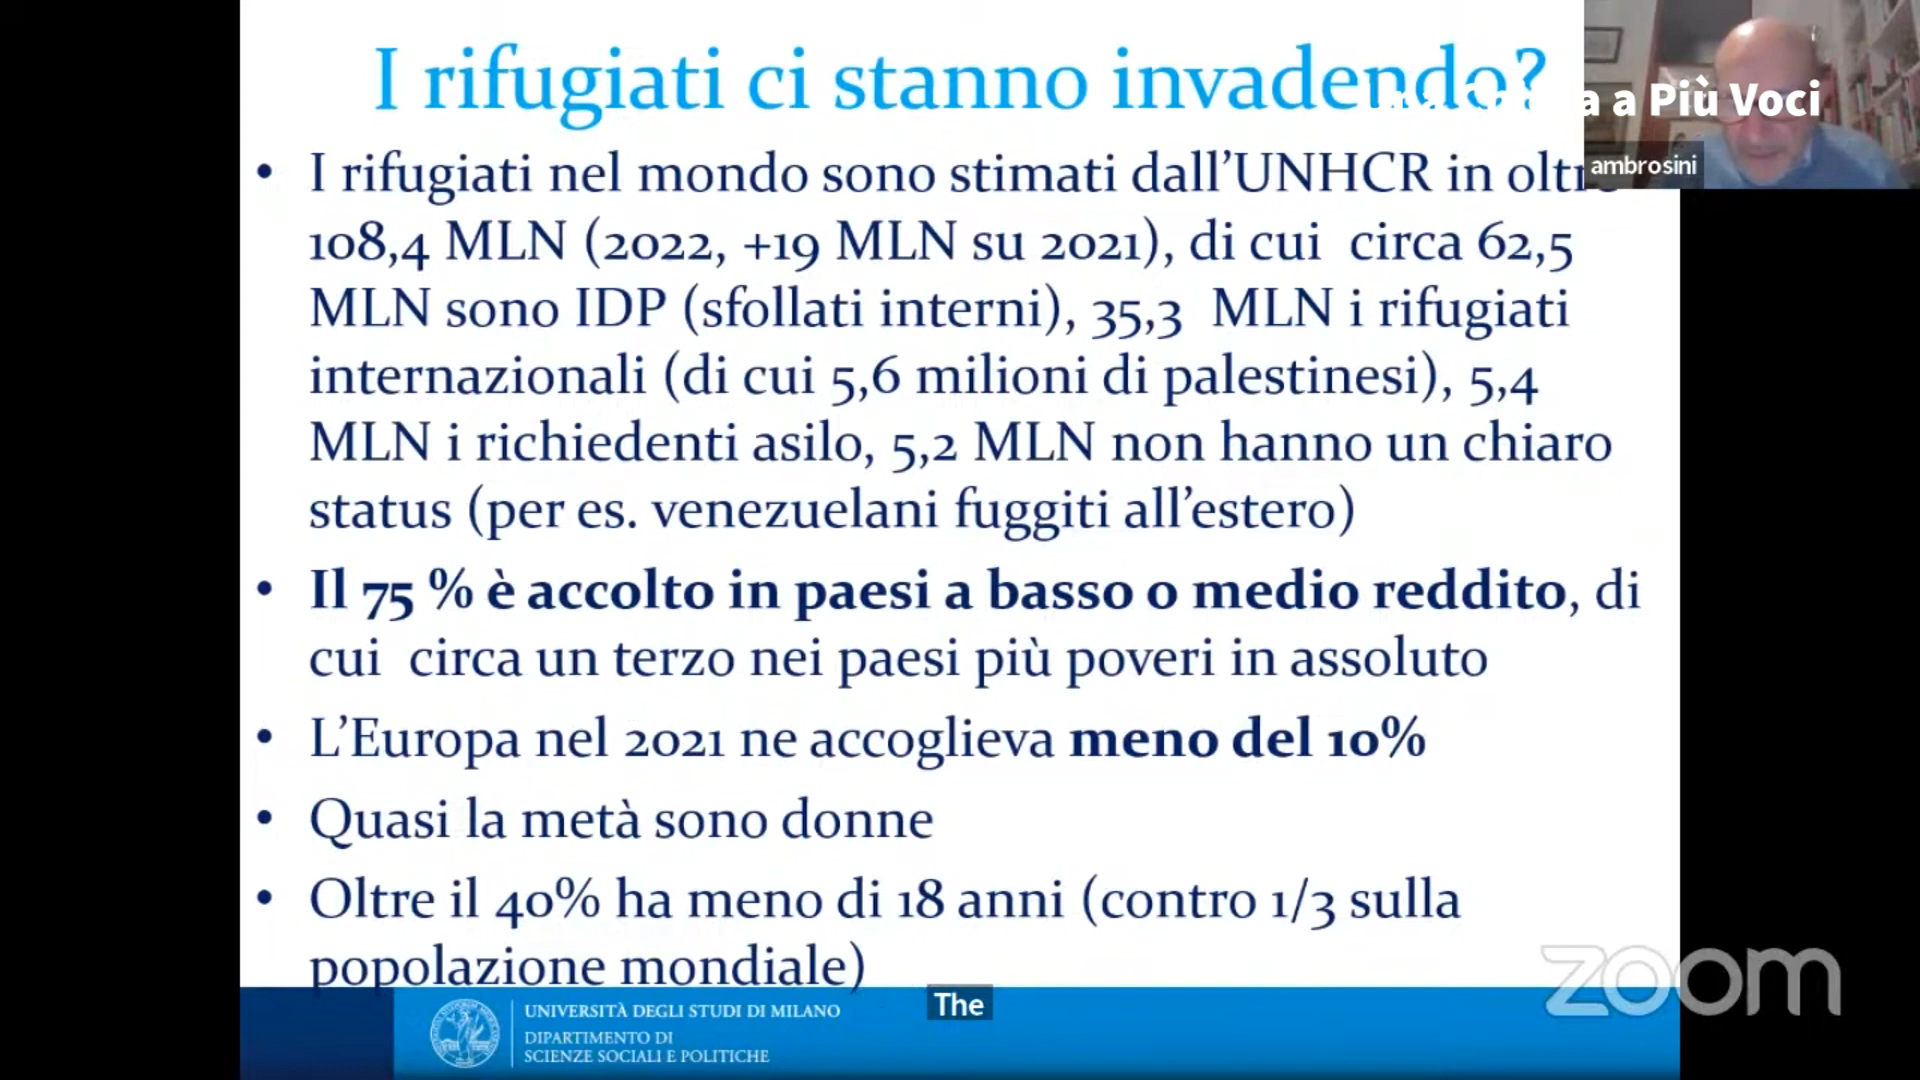 I rifugiati ci stanno invadendo?
a a Più Voci
ambrosini
• I rifugiati nel mondo sono stimati dall’UNHCR in
108,4 MLN (2022, +19 MLN su 2021), di cui circa 62,5
MLN sono IDP (sfollati interni), 35,3 MLN i rifugiati
internazionali (di cui 5,6 milioni di palestinesi), 5,4
MLN i richiedenti asilo, 5,2 MLN non hanno un chiaro
status (per es. venezuelani fuggiti all’estero)
• Il 75 % è accolto in paesi a basso o medio reddito, di
cui circa un terzo nei paesi più poveri in assoluto
• L’Europa nel 2021 ne accoglieva meno del 10%
• Quasi la metà sono donne
• Oltre il 40% ha meno di 18 anni (contro 1/3 sulla
popolazione mondiale)
zoom
The
UNIVERSITÀ DEGLI STUDI DI MILANO
DIPARTIMENTO DI
SCIENZE SOCIALI E POLITICHE